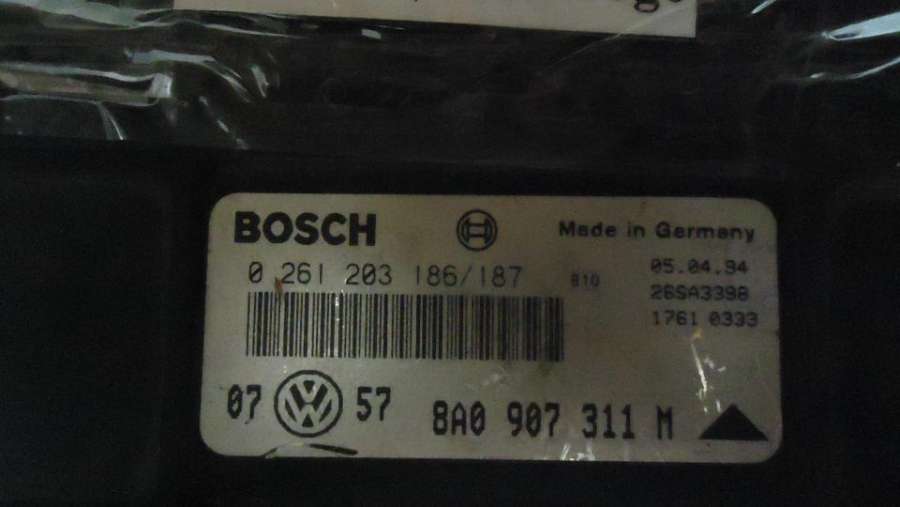 BOSCH
Made in Germany
0 261 203 186/187
810
05.04.94
26SA3398
1761 0333
07 VW 57
8A0 907 311 M